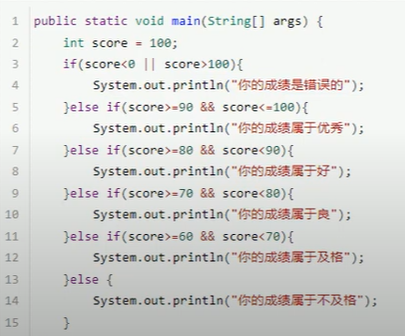 1 public static void main(String[] args) {
2 int score = 100;
3 if(score<0 || score>100){
4 System.out.println("你的成绩是错误的");
5 }else if(score>=90 && score<=100){
6 System.out.println("你的成绩属于优秀");
7 }else if(score>=80 && score<90){
8 System.out.println("你的成绩属于好");
9 }else if(score>=70 && score<80){
10 System.out.println("你的成绩属于良");
11 }else if(score>=60 && score<70){
12 System.out.println("你的成绩属于及格");
13 }else {
14 System.out.println("你的成绩属于不及格");
15 }